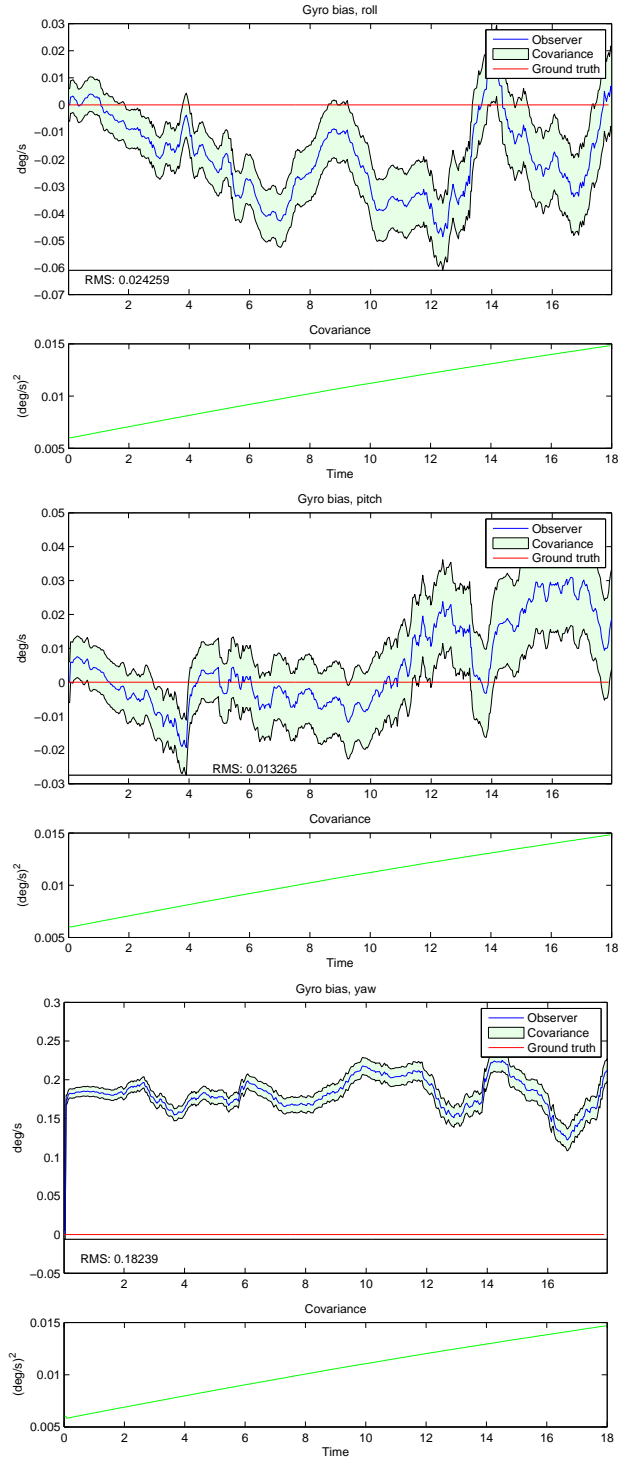 Gyro bias, roll
0.03
0.02
0.01
0
−0.01
−0.02
−0.03
−0.04
−0.05
−0.06
−0.07
deg/s
Observer
Covariance
Ground truth
RMS: 0.024259
2 4 6 8 10 12 14 16 18
Covariance
0.015
0.01
0.005
(deg/s)²
0 2 4 6 8 10 12 14 16 18
Time
Gyro bias, pitch
0.05
0.04
0.03
0.02
0.01
0
−0.01
−0.02
−0.03
deg/s
Observer
Covariance
Ground truth
RMS: 0.013265
2 4 6 8 10 12 14 16 18
Covariance
0.015
0.01
0.005
(deg/s)²
0 2 4 6 8 10 12 14 16 18
Time
Gyro bias, yaw
0.3
0.25
0.2
0.15
0.1
0.05
0
−0.05
deg/s
Observer
Covariance
Ground truth
RMS: 0.18239
2 4 6 8 10 12 14 16
Covariance
0.015
0.01
0.005
(deg/s)²
0 2 4 6 8 10 12 14 16 18
Time